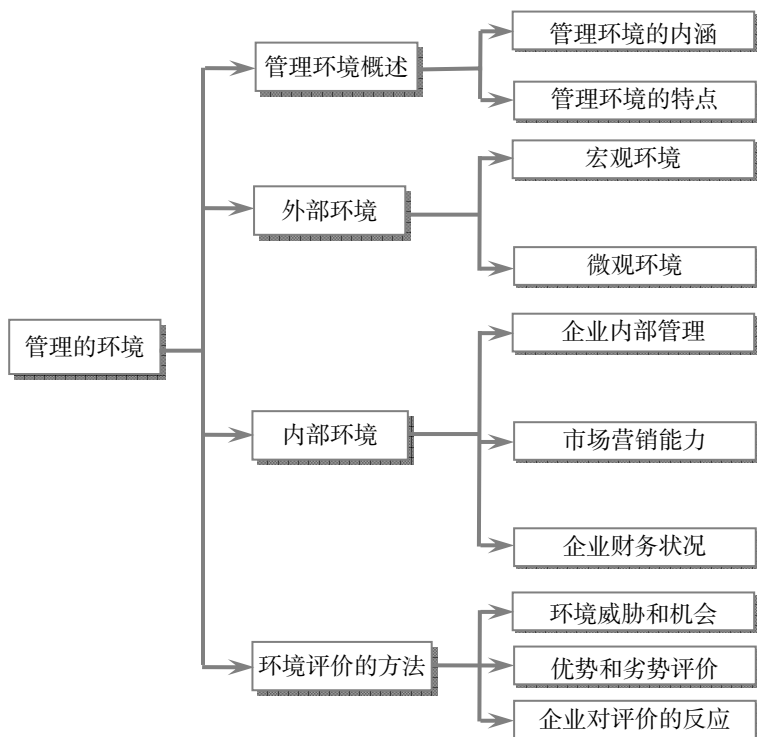 管理的环境
管理环境概述
管理环境的内涵
管理环境的特点
外部环境
宏观环境
微观环境
内部环境
企业内部管理
市场营销能力
企业财务状况
环境评价的方法
环境威胁和机会
优势和劣势评价
企业对评价的反应